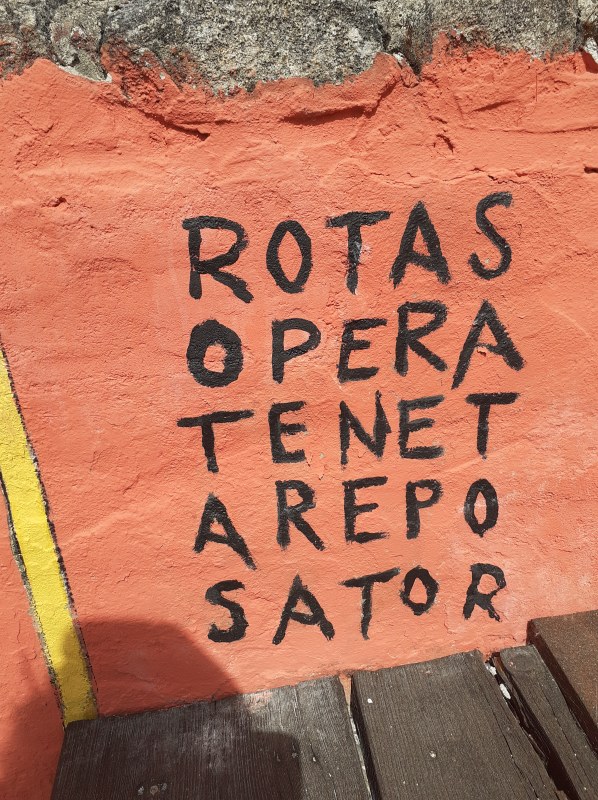 ROTAS
OPERA
TENET
AREPO
SATOR